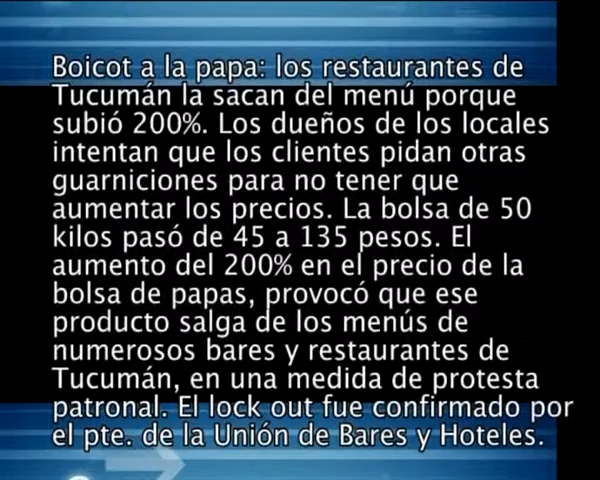 Boicot a la papa: los restaurantes de
Tucumán la sacan del menú porque
subió 200%. Los dueños de los locales
intentan que los clientes pidan otras
guarniciones para no tener que
aumentar los precios. La bolsa de 50
kilos pasó de 45 a 135 pesos. El
aumento del 200% en el precio de la
bolsa de papas, provocó que ese
producto salga de los menús de
numerosos bares y restaurantes de
Tucumán, en una medida de protesta
patronal. El lock out fue confirmado por
el pte. de la Unión de Bares y Hoteles.